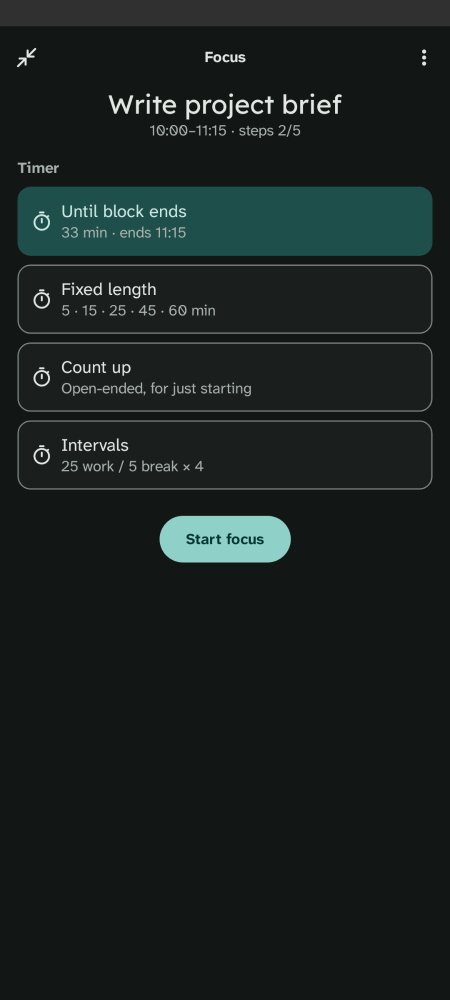 Focus
Write project brief
10:00–11:15 · steps 2/5
Timer
Until block ends
33 min · ends 11:15
Fixed length
5 · 15 · 25 · 45 · 60 min
Count up
Open-ended, for just starting
Intervals
25 work / 5 break × 4
Start focus